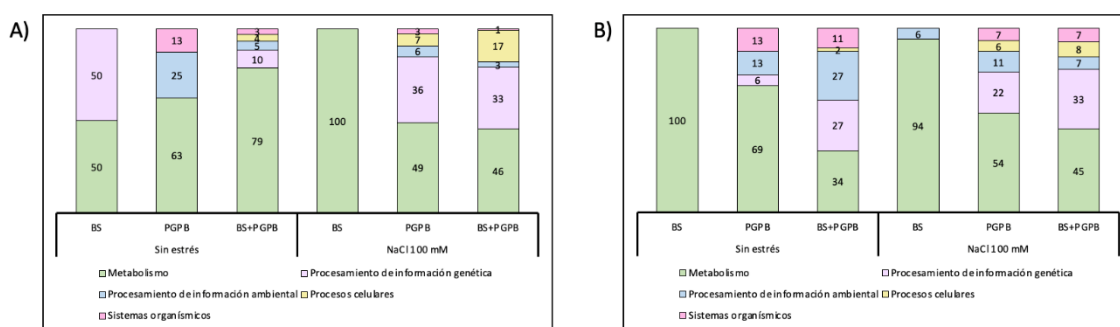 A)
3
1
13
4
7
5
17
6
3
10
50
25
36
33
100
79
63
50
49
46
BS
PGPB
BS+PGPB
BS
PGPB
BS+PGPB
Sin estrés
NaCl 100 mM
Metabolismo
Procesamiento de información genética
Procesamiento de información ambiental
Procesos celulares
Sistemas organísmicos
B)
6
7
7
13
11
6
8
2
13
11
7
6
27
22
33
100
27
94
69
54
45
34
BS
PGPB
BS+PGPB
BS
PGPB
BS+PGPB
Sin estrés
NaCl 100 mM
Metabolismo
Procesamiento de información genética
Procesamiento de información ambiental
Procesos celulares
Sistemas organísmicos